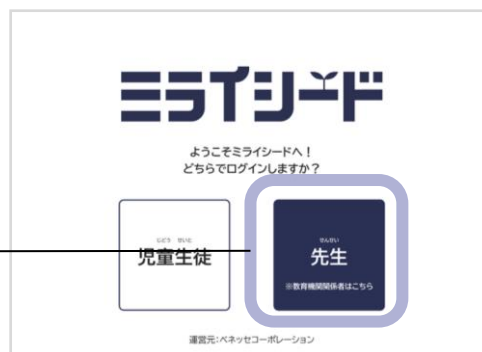 ミライシード
ようこそミライシードへ!
どちらでログインしますか?
じどう せいと
児童生徒
せんせい
先生
※教育機関関係者はこちら
運営元:ベネッセコーポレーション